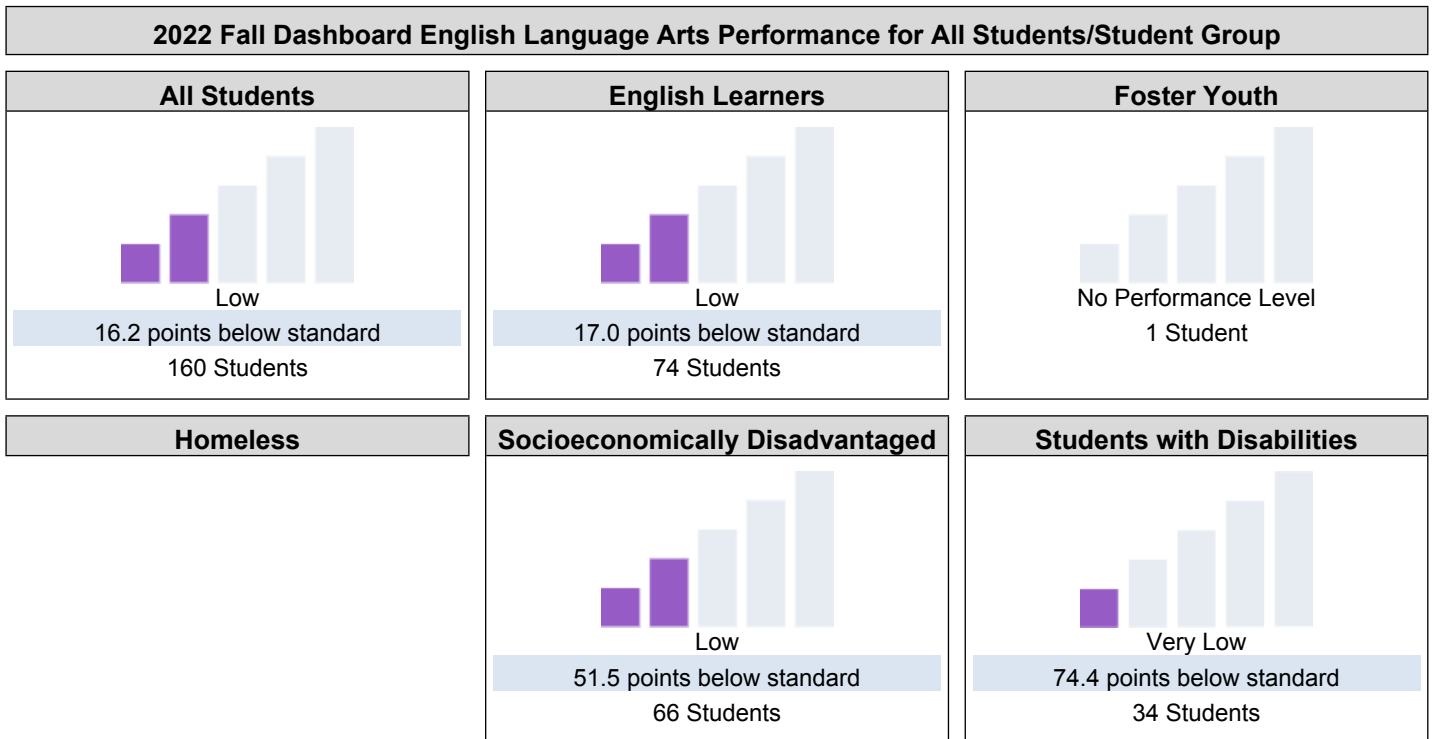 2022 Fall Dashboard English Language Arts Performance for All Students/Student Group
All Students
Low
16.2 points below standard
160 Students
English Learners
Low
17.0 points below standard
74 Students
Foster Youth
No Performance Level
1 Student
Homeless
Socioeconomically Disadvantaged
Low
51.5 points below standard
66 Students
Students with Disabilities
Very Low
74.4 points below standard
34 Students